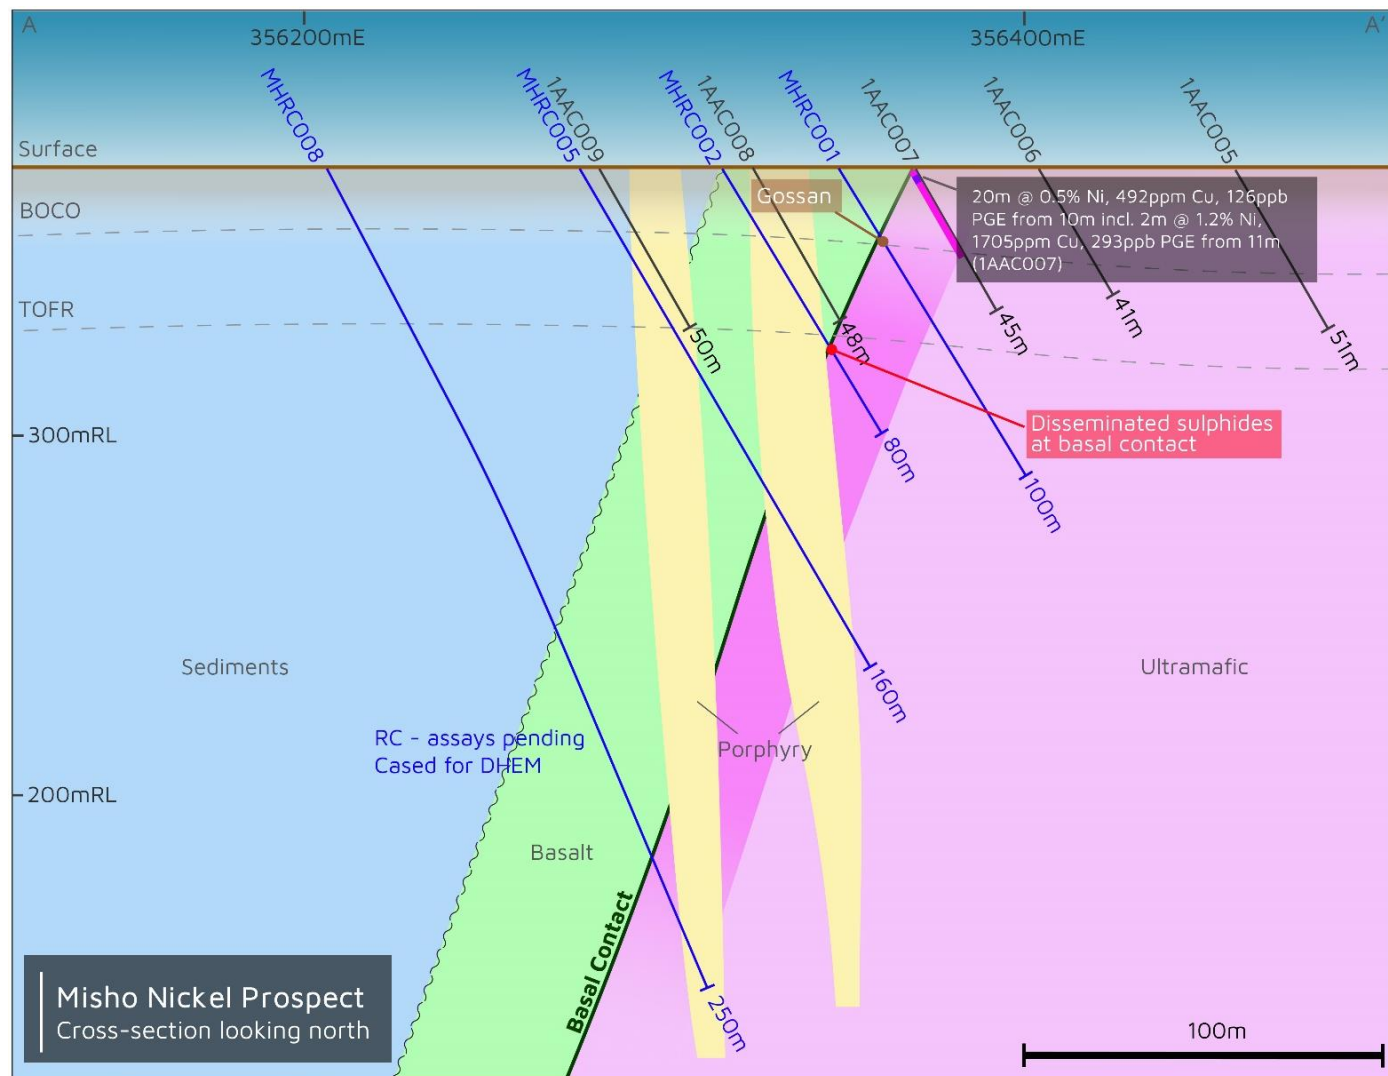 A
A'
356200mE
356400mE
MHRC008
MHRC005
1AAC009
MHRC002
1AAC008
MHRC001
1AAC007
1AAC006
1AAC005
Surface
Gossan
20m @ 0.5% Ni, 492ppm Cu, 126ppb
PGE from 10m incl. 2m @ 1.2% Ni,
1705ppm Cu, 293ppb PGE from 11m
(1AAC007)
BOCO
TOFR
50m
48m
45m
41m
51m
300mRL
Disseminated sulphides
at basal contact
80m
100m
Sediments
Ultramafic
160m
RC - assays pending
Cased for DHEM
Porphyry
200mRL
Basalt
Basal Contact
250m
Misho Nickel Prospect
Cross-section looking north
100m